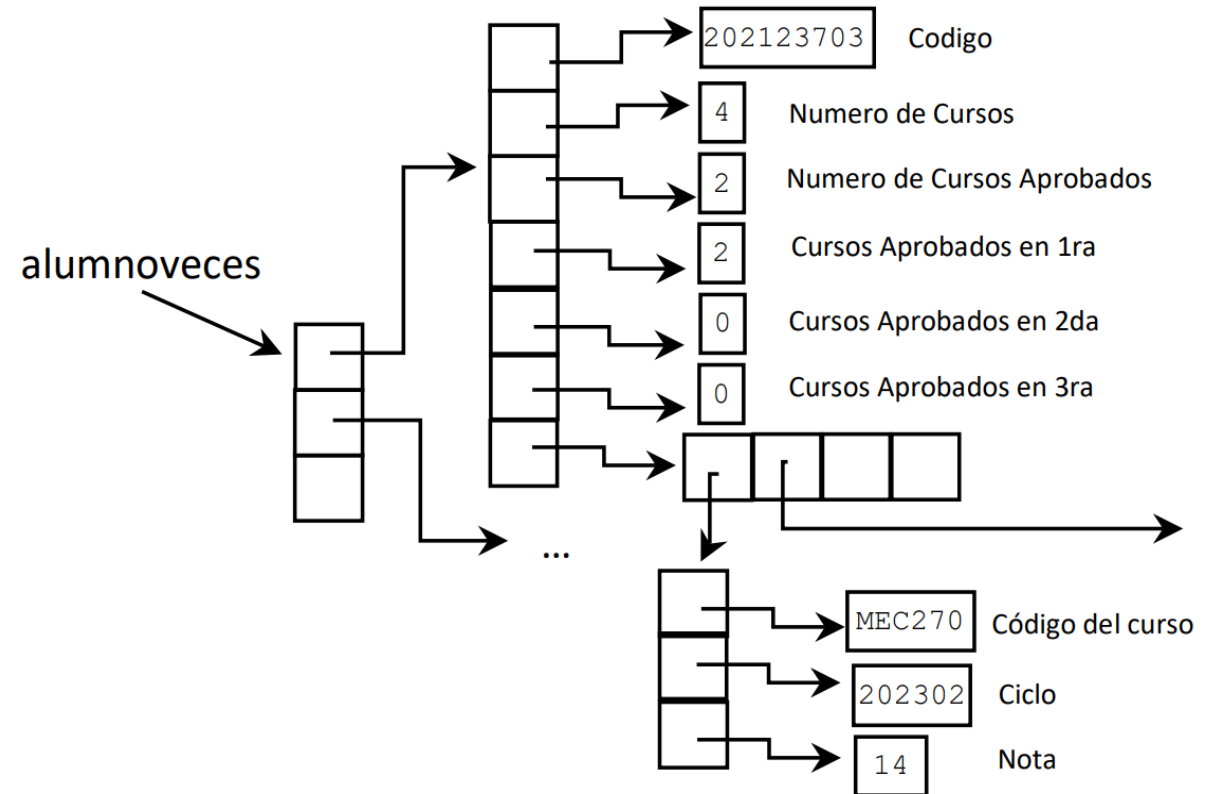 202123703 Codigo
4 Numero de Cursos
2 Numero de Cursos Aprobados
2 Cursos Aprobados en 1ra
alumnoveces
0 Cursos Aprobados en 2da
0 Cursos Aprobados en 3ra
...
MEC270 Código del curso
202302 Ciclo
14 Nota